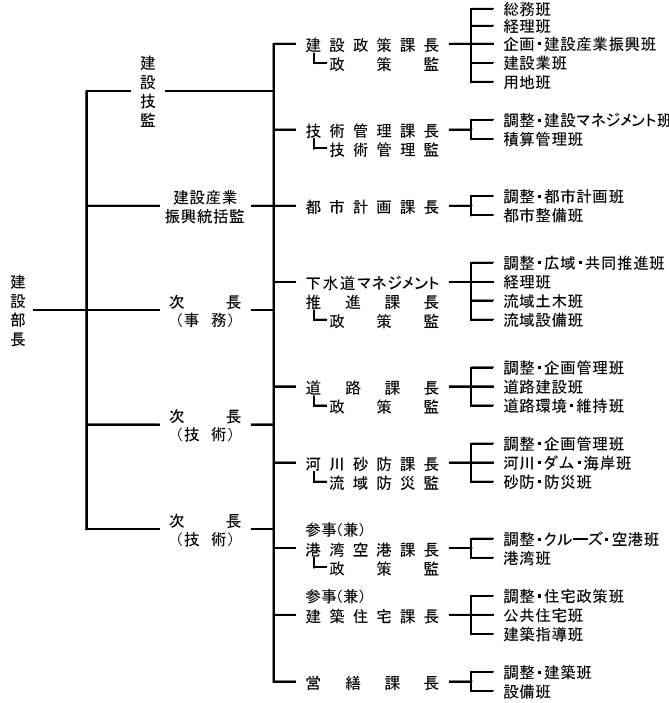 建設部長
建設技監
建設産業
振興統括監
次長
(事務)
次長
(技術)
次長
(技術)
建設政策課長
政策監
総務班
経理班
企画・建設産業振興班
建設業班
用地班
技術管理課長
技術管理監
調整・建設マネジメント班
積算管理班
都市計画課長
調整・都市計画班
都市整備班
下水道マネジメント
推進課長
政策監
調整・広域・共同推進班
経理班
流域土木班
流域設備班
道路課長
政策監
調整・企画管理班
道路建設班
道路環境・維持班
河川砂防課長
流域防災監
調整・企画管理班
河川・ダム・海岸班
砂防・防災班
参事(兼)
港湾空港課長
政策監
調整・クルーズ・空港班
港湾班
参事(兼)
建築住宅課長
調整・住宅政策班
公共住宅班
建築指導班
営繕課長
調整・建築班
設備班